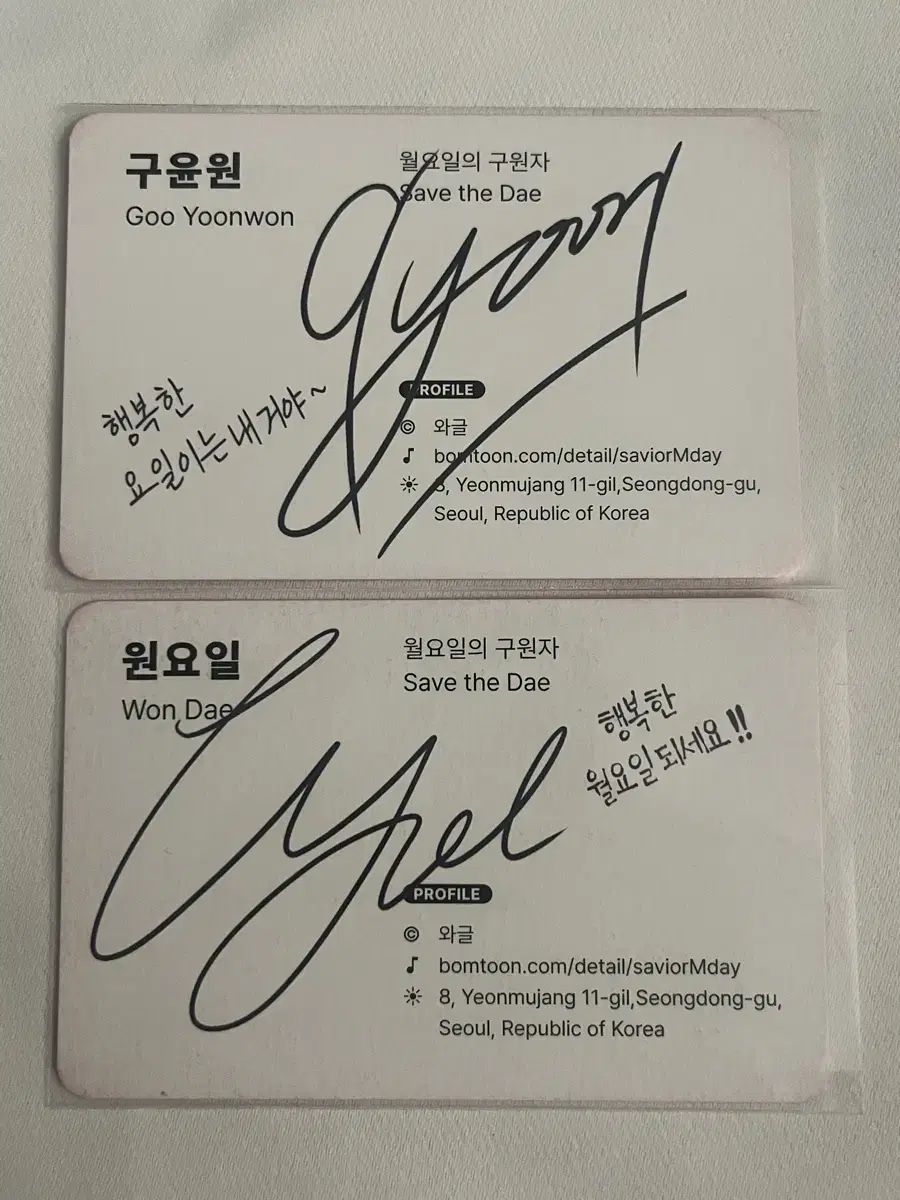 구윤원
Goo Yoonwon
월요일의 구원자
Save the Dae
gyoon
행복한
요일이는 내 거야~
PROFILE
© 와글
♪ bomtoon.com/detail/saviorMday
☀ 8, Yeonmujang 11-gil,Seongdong-gu,
Seoul, Republic of Korea
원요일
Won Dae
월요일의 구원자
Save the Dae
행복한
월요일 되세요!!
PROFILE
© 와글
♪ bomtoon.com/detail/saviorMday
☀ 8, Yeonmujang 11-gil,Seongdong-gu,
Seoul, Republic of Korea